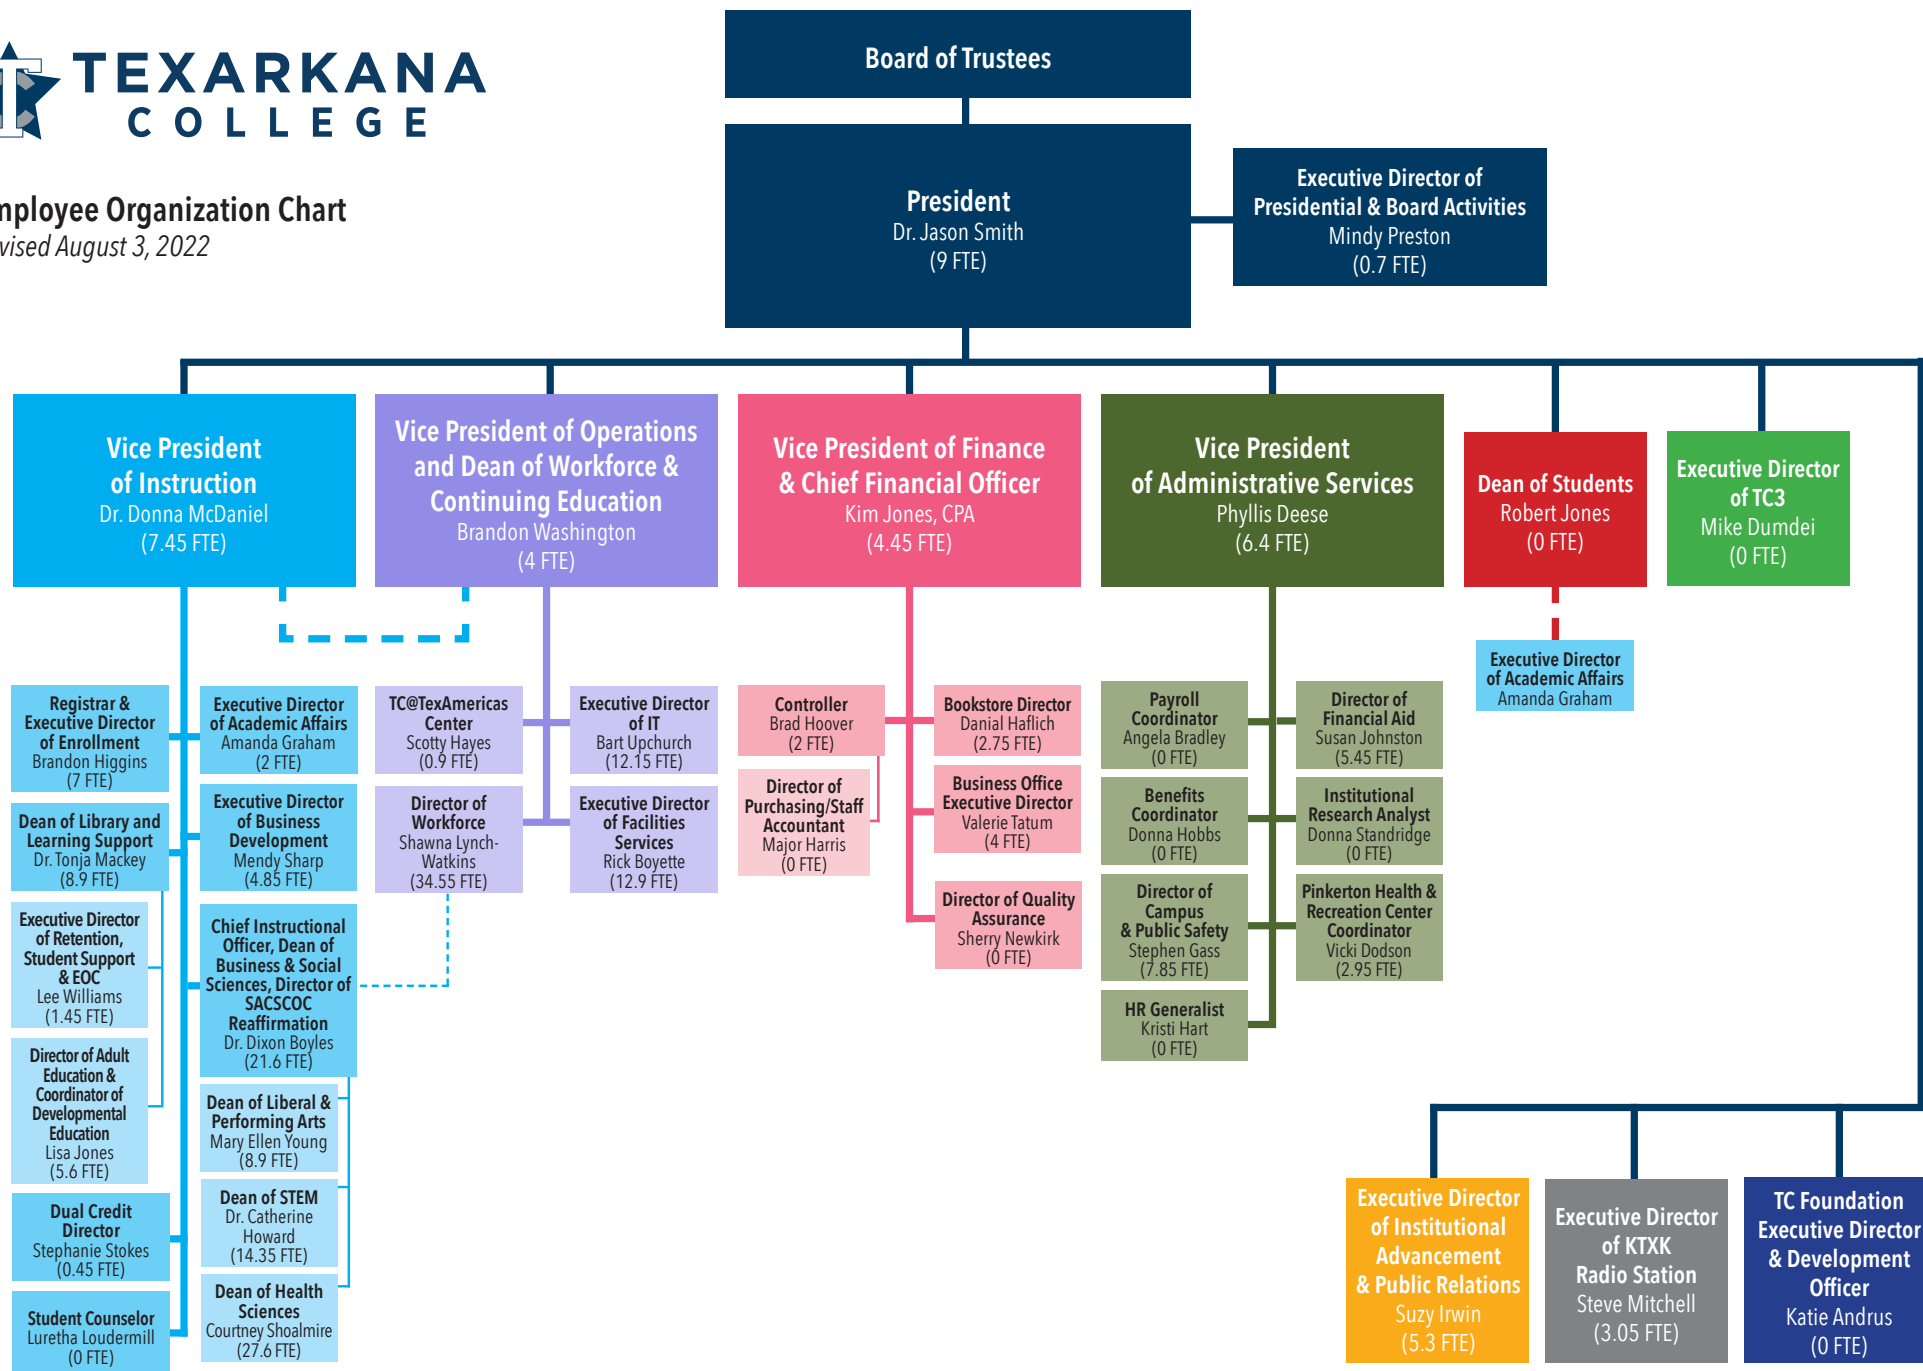 TEXARKANA
COLLEGE
mployee Organization Chart
vised August 3, 2022
Board of Trustees
President
Dr. Jason Smith
(9 FTE)
Executive Director of
Presidential & Board Activities
Mindy Preston
(0.7 FTE)
Vice President
of Instruction
Dr. Donna McDaniel
(7.45 FTE)
Vice President of Operations
and Dean of Workforce &
Continuing Education
Brandon Washington
(4 FTE)
Vice President of Finance
& Chief Financial Officer
Kim Jones, CPA
(4.45 FTE)
Vice President
of Administrative Services
Phyllis Deese
(6.4 FTE)
Dean of Students
Robert Jones
(0 FTE)
Executive Director
of TC3
Mike Dumdei
(0 FTE)
Executive Director
of Academic Affairs
Amanda Graham
Registrar &
Executive Director
of Enrollment
Brandon Higgins
(7 FTE)
Executive Director
of Academic Affairs
Amanda Graham
(2 FTE)
Dean of Library and
Learning Support
Dr. Tonja Mackey
(8.9 FTE)
Executive Director
of Business
Development
Mendy Sharp
(4.85 FTE)
Executive Director
of Retention,
Student Support
& EOC
Lee Williams
(1.45 FTE)
Chief Instructional
Officer, Dean of
Business & Social
Sciences, Director of
SACSCOC
Reaffirmation
Dr. Dixon Boyles
(21.6 FTE)
Director of Adult
Education &
Coordinator of
Developmental
Education
Lisa Jones
(5.6 FTE)
Dean of Liberal &
Performing Arts
Mary Ellen Young
(8.9 FTE)
Dual Credit
Director
Stephanie Stokes
(0.45 FTE)
Dean of STEM
Dr. Catherine
Howard
(14.35 FTE)
Student Counselor
Luretha Loudermill
(0 FTE)
Dean of Health
Sciences
Courtney Shoalmire
(27.6 FTE)
TC@TexAmericas
Center
Scotty Hayes
(0.9 FTE)
Executive Director
of IT
Bart Upchurch
(12.15 FTE)
Director of
Workforce
Shawna Lynch-
Watkins
(34.55 FTE)
Executive Director
of Facilities
Services
Rick Boyette
(12.9 FTE)
Controller
Brad Hoover
(2 FTE)
Bookstore Director
Danial Haflich
(2.75 FTE)
Director of
Purchasing/Staff
Accountant
Major Harris
(0 FTE)
Business Office
Executive Director
Valerie Tatum
(4 FTE)
Director of Quality
Assurance
Sherry Newkirk
(0 FTE)
Payroll
Coordinator
Angela Bradley
(0 FTE)
Director of
Financial Aid
Susan Johnston
(5.45 FTE)
Benefits
Coordinator
Donna Hobbs
(0 FTE)
Institutional
Research Analyst
Donna Standridge
(0 FTE)
Director of
Campus
& Public Safety
Stephen Gass
(7.85 FTE)
Pinkerton Health &
Recreation Center
Coordinator
Vicki Dodson
(2.95 FTE)
HR Generalist
Kristi Hart
(0 FTE)
Executive Director
of Institutional
Advancement
& Public Relations
Suzy Irwin
(5.3 FTE)
Executive Director
of KTXK
Radio Station
Steve Mitchell
(3.05 FTE)
TC Foundation
Executive Director
& Development
Officer
Katie Andrus
(0 FTE)